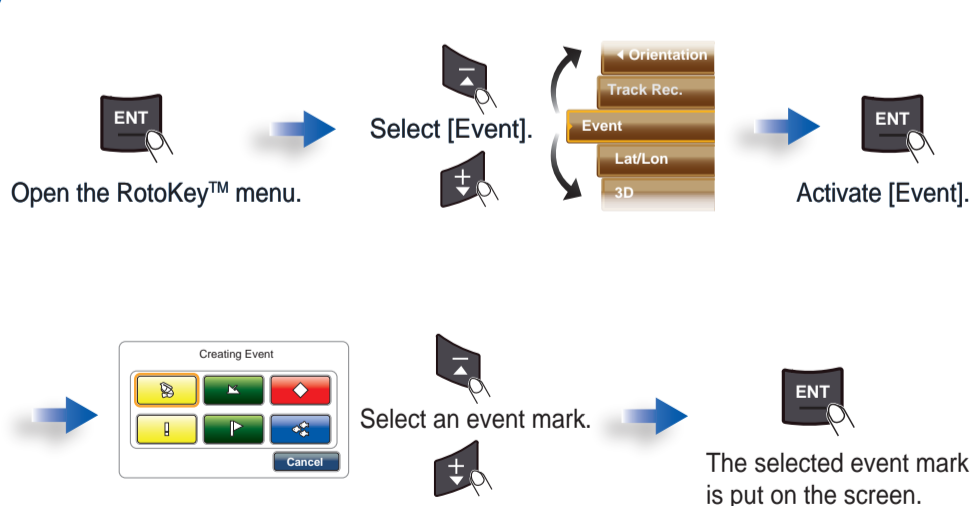 ENT
Open the RotoKey™ menu.
Select [Event].
Orientation
Track Rec.
Event
Lat/Lon
3D
ENT
Activate [Event].
Creating Event
Cancel
Select an event mark.
ENT
The selected event mark
is put on the screen.